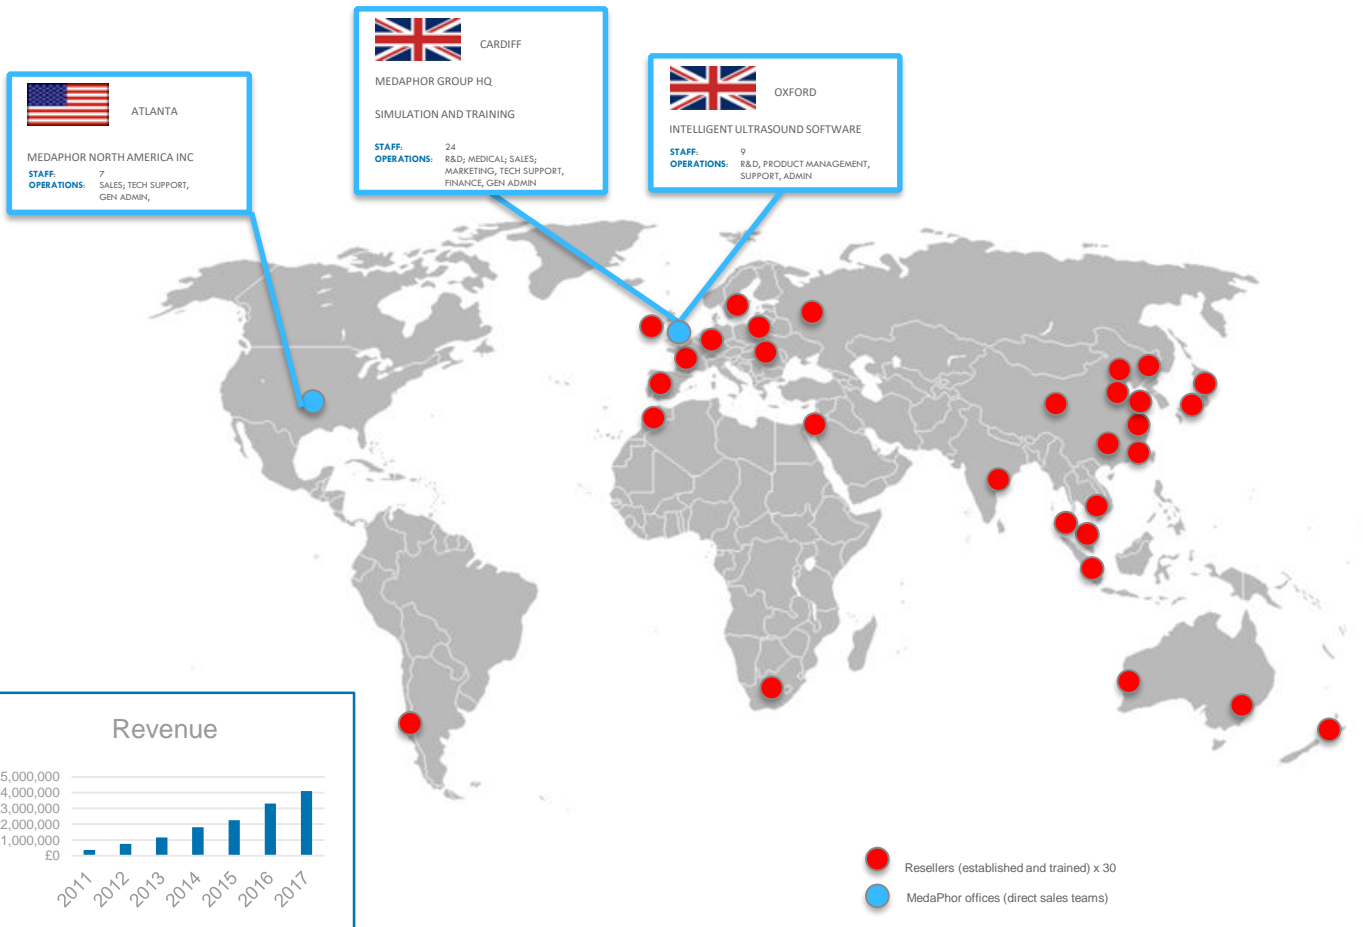 CARDIFF
MEDAPHOR GROUP HQ
SIMULATION AND TRAINING
STAFF: 24
OPERATIONS: R&D; MEDICAL; SALES;
MARKETING, TECH SUPPORT,
FINANCE, GEN ADMIN
OXFORD
INTELLIGENT ULTRASOUND SOFTWARE
STAFF: 9
OPERATIONS: R&D, PRODUCT MANAGEMENT,
SUPPORT, ADMIN
ATLANTA
MEDAPHOR NORTH AMERICA INC
STAFF: 7
OPERATIONS: SALES; TECH SUPPORT,
GEN ADMIN,
Revenue
5,000,000
4,000,000
3,000,000
2,000,000
1,000,000
£0
2011
2012
2013
2014
2015
2016
2017
Resellers (established and trained) x 30
MedaPhor offices (direct sales teams)